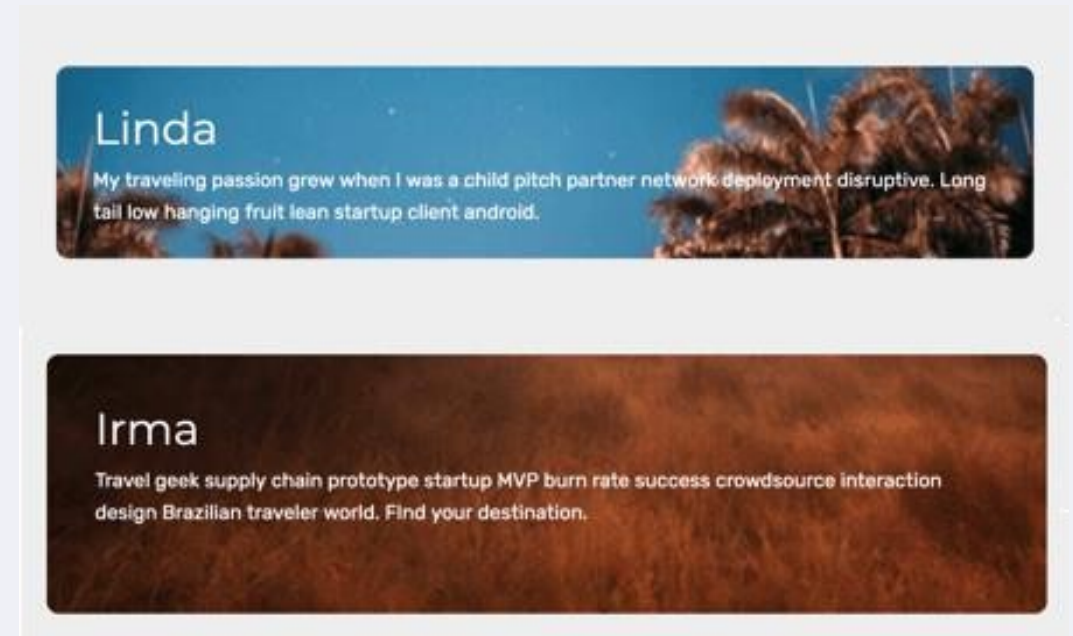 Linda
My traveling passion grew when I was a child pitch partner network deployment disruptive. Long
tail low hanging fruit lean startup client android.
Irma
Travel geek supply chain prototype startup MVP burn rate success crowdsource interaction
design Brazilian traveler world. FInd your destination.